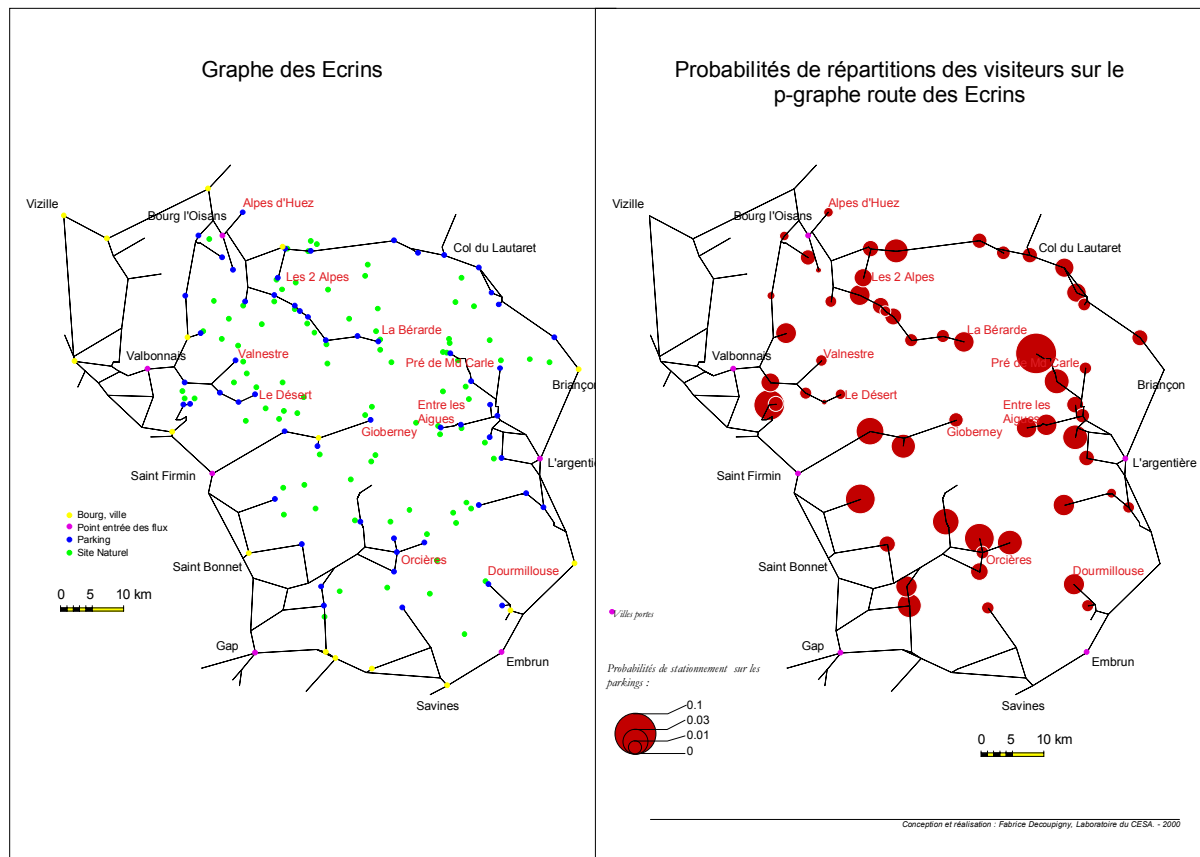 Graphe des Ecrins
Vizille
Bourg l'Oisans
Alpes d'Huez
Col du Lautaret
Les 2 Alpes
La Bérarde
Valbonnais
Valnestre
Pré de Md Carle
Briançon
Le Désert
Entre les
Aigues
Gioberney
Saint Firmin
L'argentière
Bourg, ville
Point entrée des flux
Parking
Site Naturel
Saint Bonnet
Orcières
Dourmillouse
0 5 10 km
Gap
Embrun
Savines
Probabilités de répartitions des visiteurs sur le
p-graphe route des Ecrins
Vizille
Bourg l'Oisans
Alpes d'Huez
Col du Lautaret
Les 2 Alpes
La Bérarde
Valbonnais
Valnestre
Pré de Md Carle
Briançon
Le Désert
Entre les
Aigues
Gioberney
Saint Firmin
L'argentière
Saint Bonnet
Orcières
Dourmillouse
Villes portes
Gap
Embrun
Probabilités de stationnement sur les
parkings :
Savines
0.1
0.03
0.01
0
0 5 10 km
Conception et réalisation : Fabrice Decoupigny, Laboratoire du CESA. - 2000